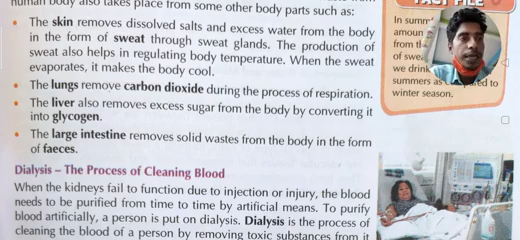 human body also takes place from some other body parts such as:
• The skin removes dissolved salts and excess water from the body
in the form of sweat through sweat glands. The production of
sweat also helps in regulating body temperature. When the sweat
evaporates, it makes the body cool.
• The lungs remove carbon dioxide during the process of respiration.
• The liver also removes excess sugar from the body by converting it
into glycogen.
• The large intestine removes solid wastes from the body in the form
of faeces.
Dialysis – The Process of Cleaning Blood
When the kidneys fail to function due to injection or injury, the blood
needs to be purified from time to time by artificial means. To purify
blood artificially, a person is put on dialysis. Dialysis is the process of
cleaning the blood of a person by removing toxic substances from it
FACT FILE
In
amoun
from
of
we drink
summers as to
winter season.